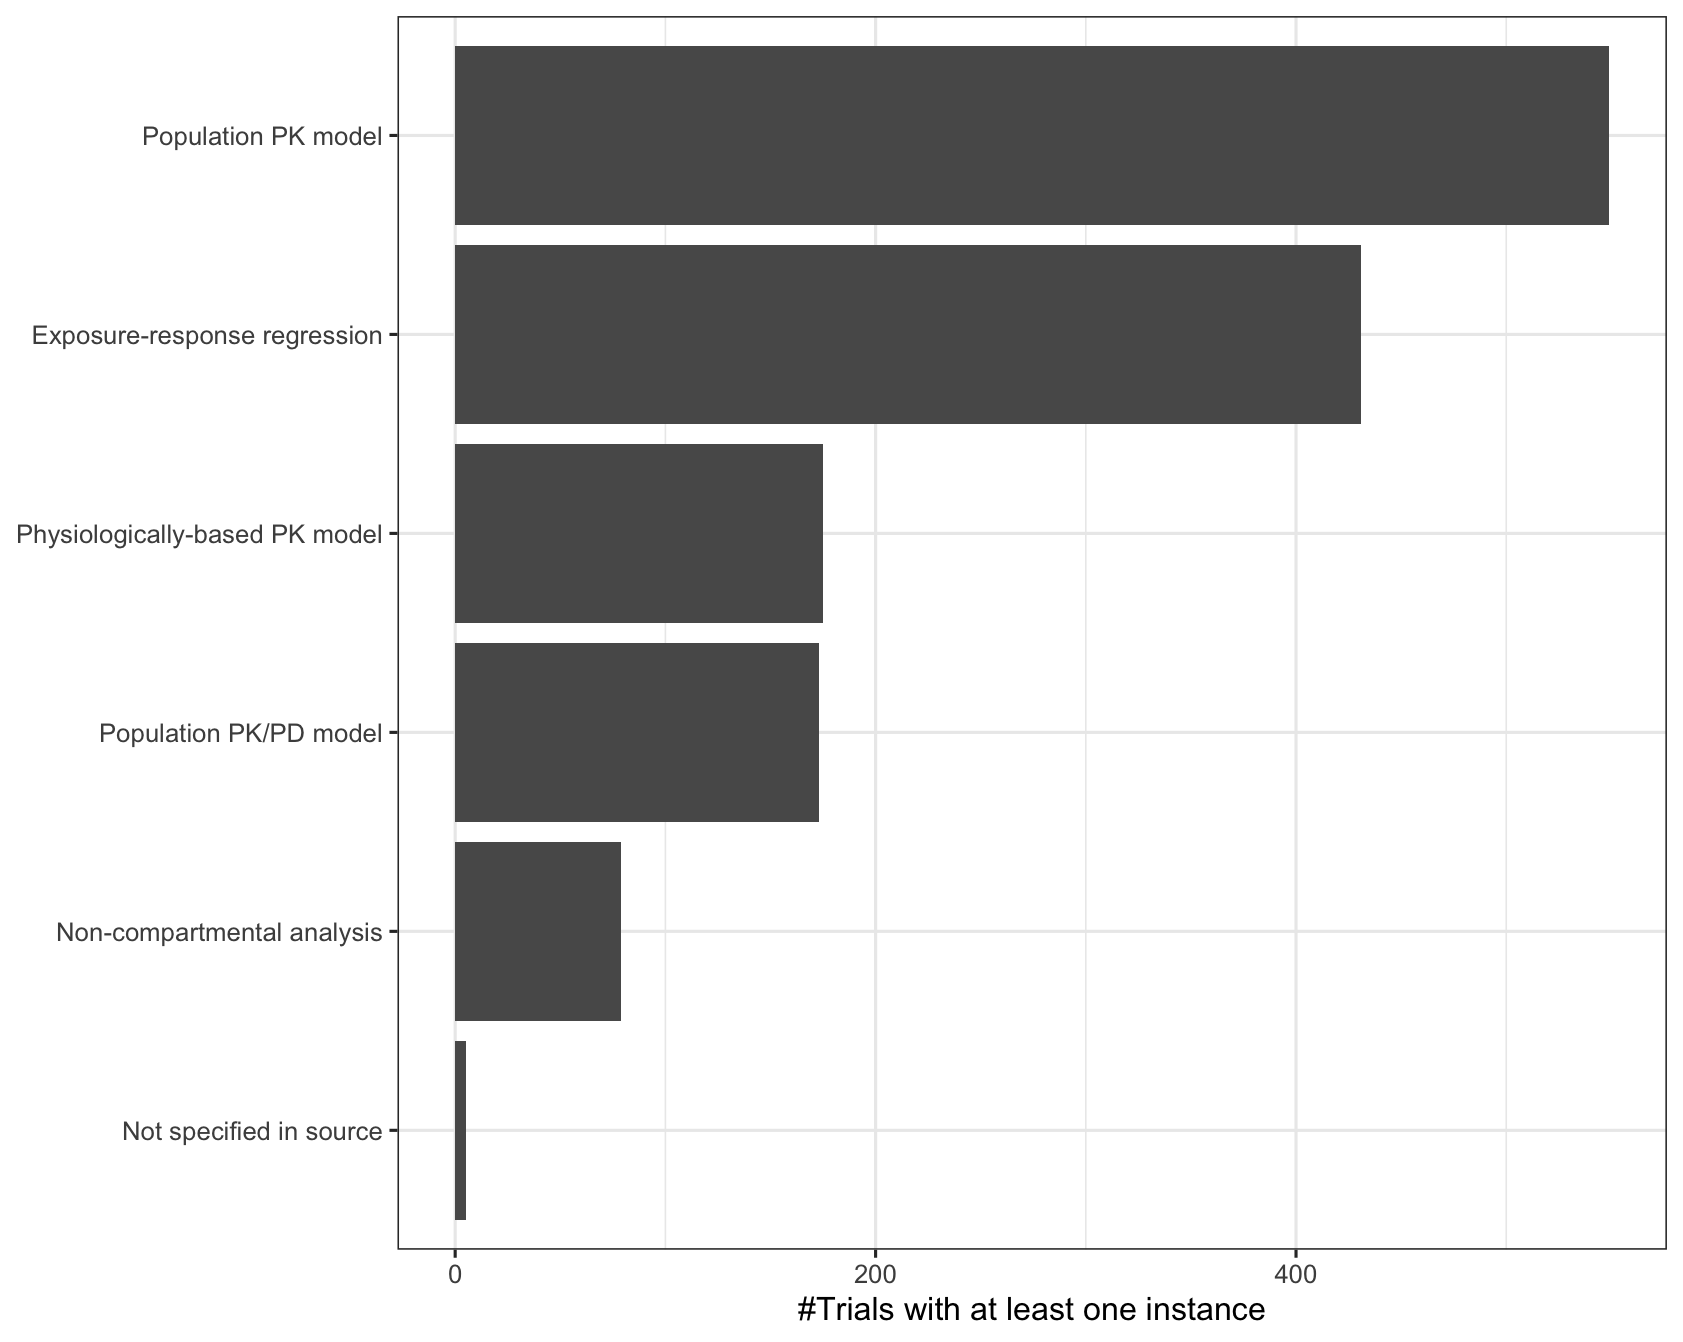 Population PK model
Exposure-response regression
Physiologically-based PK model
Population PK/PD model
Non-compartmental analysis
Not specified in source
0 200 400
#Trials with at least one instance